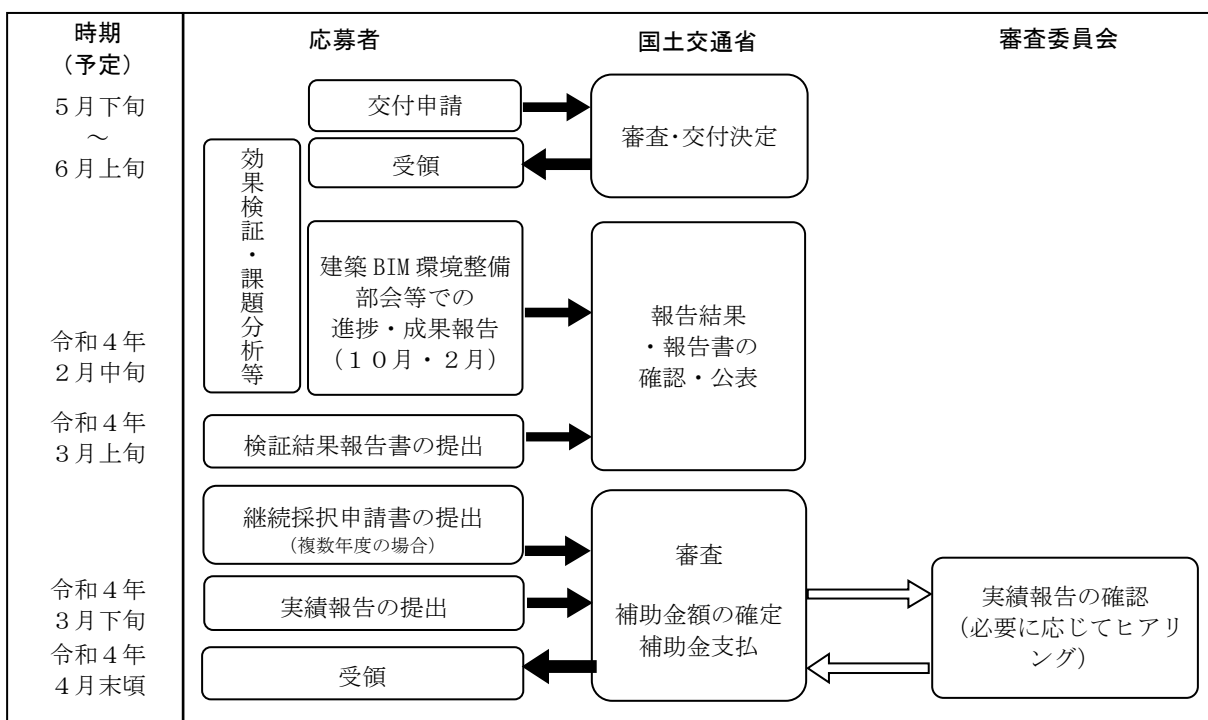 時期
(予定)
応募者
国土交通省
審査委員会
5月下旬
~
6月上旬
交付申請
審査・交付決定
受領
効果検証・課題分析等
建築BIM環境整備
部会等での
進捗・成果報告
(10月・2月)
報告結果
・報告書の
確認・公表
令和4年
2月中旬
令和4年
3月上旬
検証結果報告書の提出
継続採択申請書の提出
(複数年度の場合)
審査
補助金額の確定
補助金支払
令和4年
3月下旬
実績報告の提出
実績報告の確認
(必要に応じてヒアリ
ング)
令和4年
4月末頃
受領